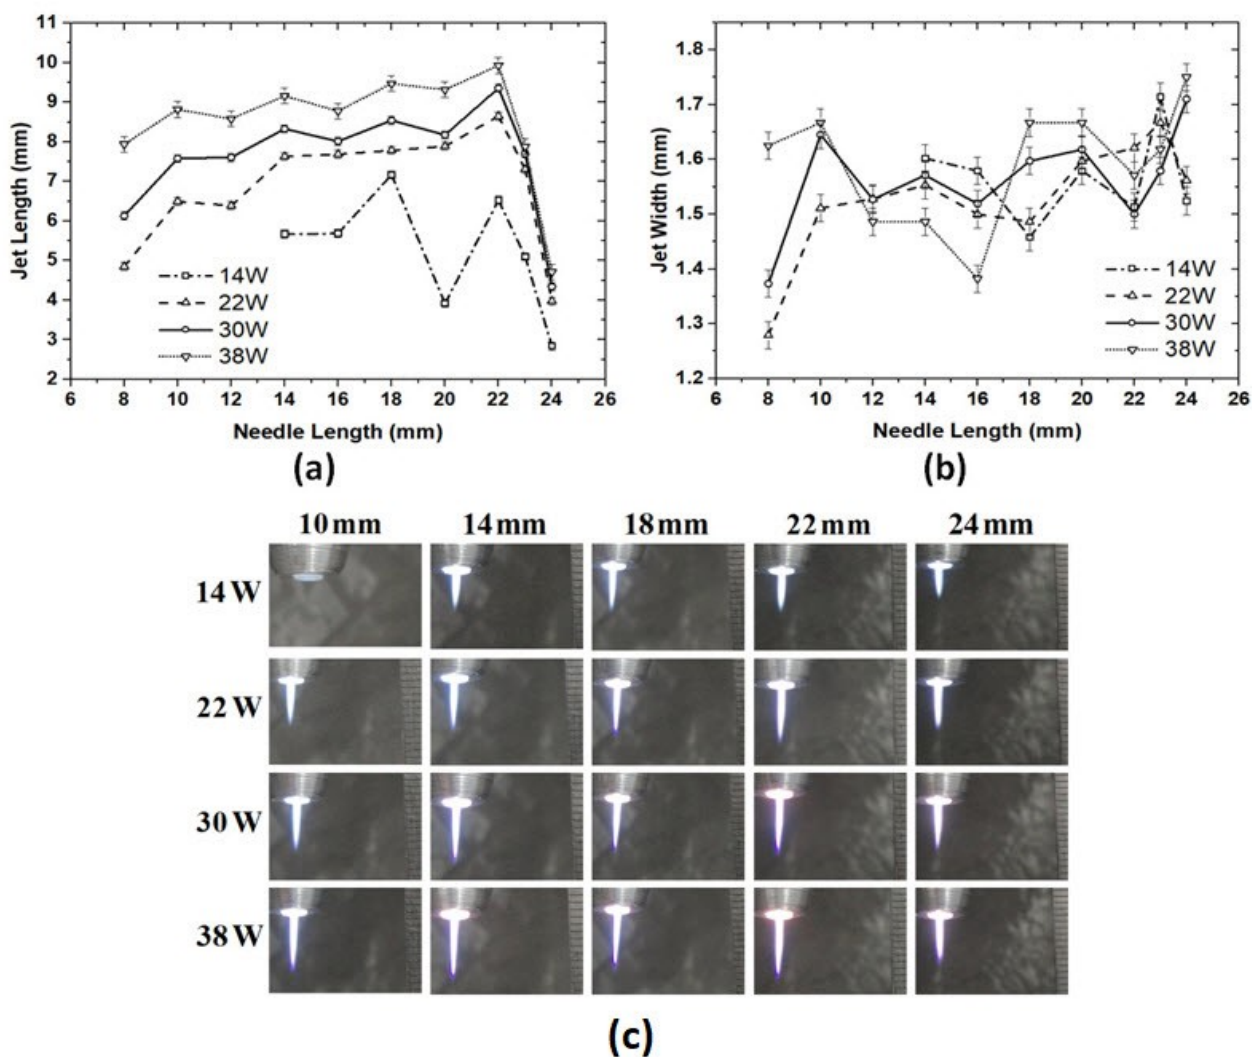 11
10
9
8
7
6
5
4
3
2
Jet Length (mm)
14W
22W
30W
38W
6 8 10 12 14 16 18 20 22 24 26
Needle Length (mm)
(a)
1.8
1.7
1.6
1.5
1.4
1.3
1.2
Jet Width (mm)
14W
22W
30W
38W
6 8 10 12 14 16 18 20 22 24 26
Needle Length (mm)
(b)
10 mm 14 mm 18 mm 22 mm 24 mm
14 W
22 W
30 W
38 W
(c)